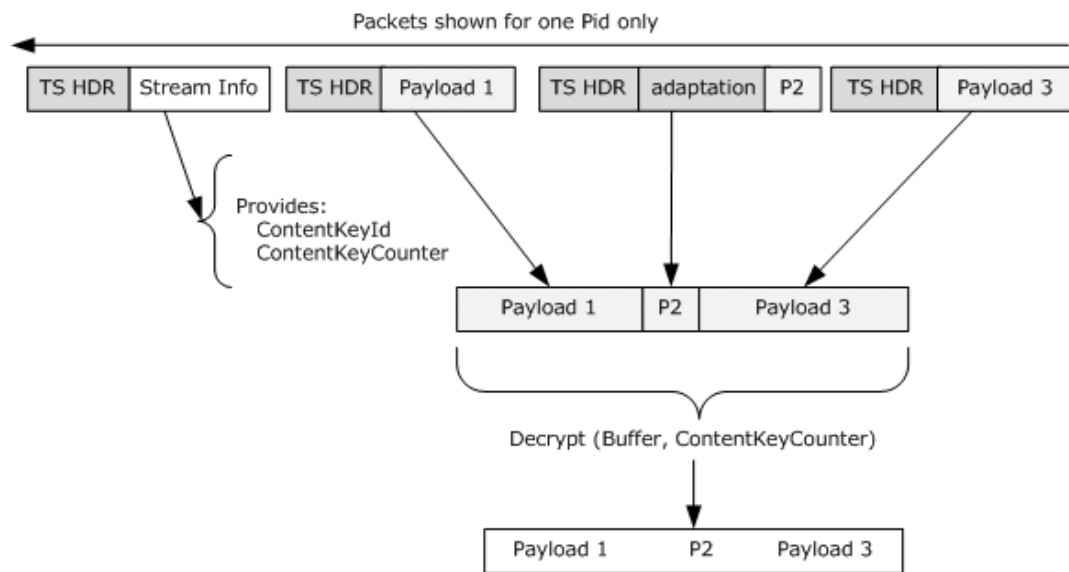 Packets shown for one Pid only
TS HDR Stream Info TS HDR Payload 1 TS HDR adaptation P2 TS HDR Payload 3
Provides:
ContentKeyId
ContentKeyCounter
Payload 1 P2 Payload 3
Decrypt (Buffer, ContentKeyCounter)
Payload 1 P2 Payload 3